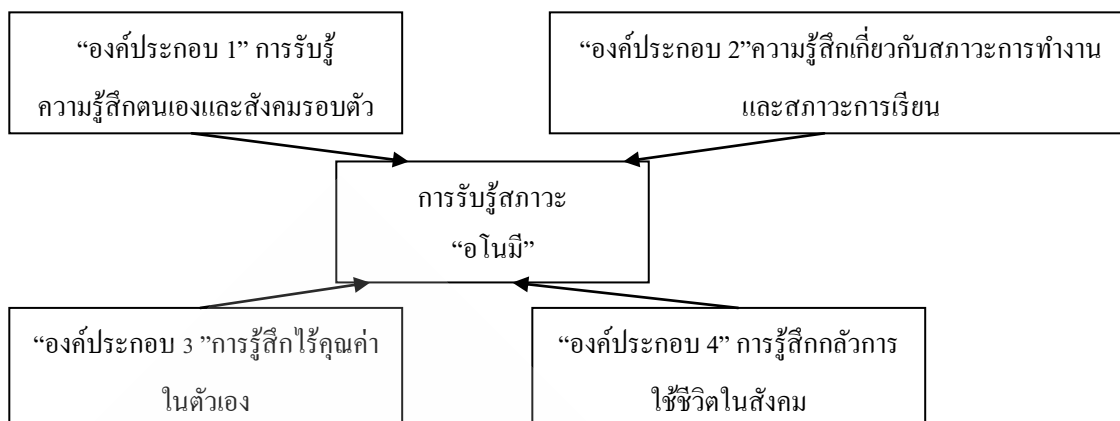 “องค์ประกอบ 1” การรับรู้
ความรู้สึกตนเองและสังคมรอบตัว
“องค์ประกอบ 2”ความรู้สึกเกี่ยวกับสภาวะการทำงาน
และสภาวะการเรียน
การรับรู้สภาวะ
“อโนมี”
“องค์ประกอบ 3 ”การรู้สึกไร้คุณค่า
ในตัวเอง
“องค์ประกอบ 4” การรู้สึกกลัวการ
ใช้ชีวิตในสังคม